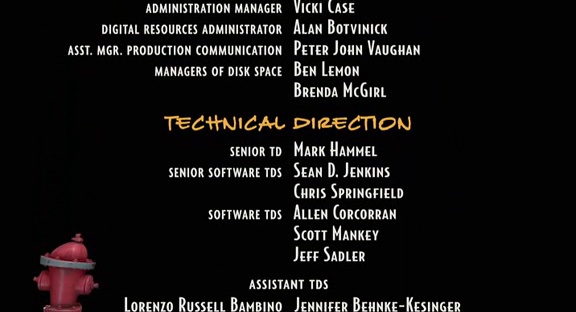 ADMINISTRATION MANAGER VICKI CASE
DIGITAL RESOURCES ADMINISTRATOR ALAN BOTVINICK
ASST. MGR. PRODUCTION COMMUNICATION PETER JOHN VAUGHAN
MANAGERS OF DISK SPACE BEN LEMON
BRENDA MCGIRL
TECHNICAL DIRECTION
SENIOR TD MARK HAMMEL
SENIOR SOFTWARE TDS SEAN D. JENKINS
CHRIS SPRINGFIELD
SOFTWARE TDS ALLEN CORCORRAN
SCOTT MANKEY
JEFF SADLER
ASSISTANT TDS
LORENZO RUSSELL BAMBINO JENNIFER BEHNKE-KESINGER